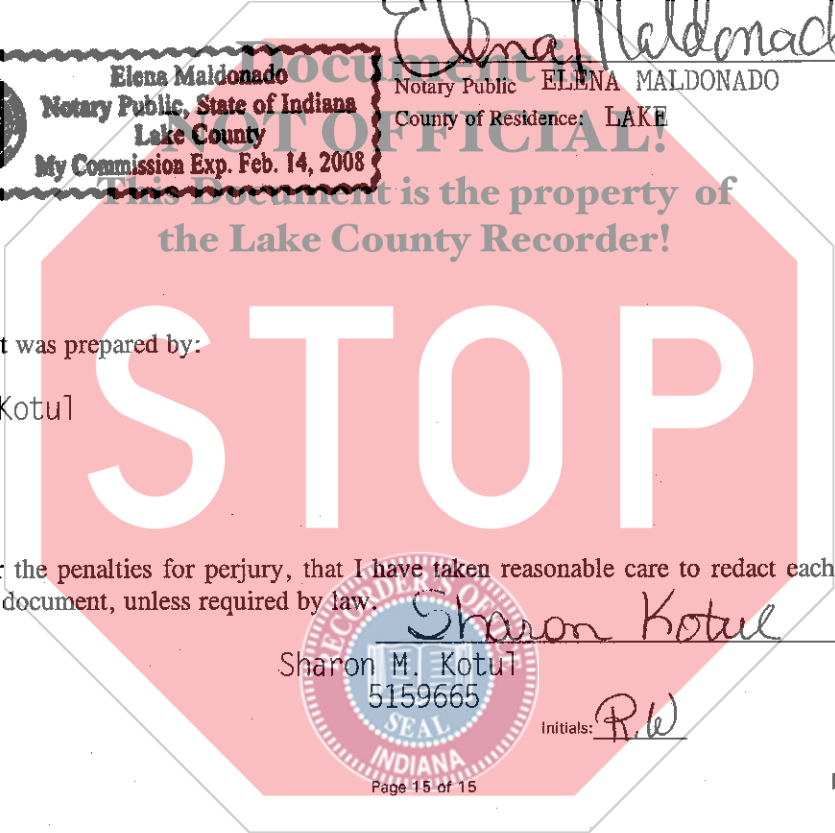 Elena Maldonad
Elena Maldonado
Notary Public, State of Indiana
Lake County
My Commission Exp. Feb. 14, 2008
Notary Public ELENA MALDONADO
County of Residence: LAKE
Document is
NOT OFFICIAL!
This Document is the property of
the Lake County Recorder!
STOP
t was prepared by:
Kotul
r the penalties for perjury, that I have taken reasonable care to redact each
document, unless required by law.
Sharon Kotul
Sharon M. Kotul
5159665
RECORDER'S OFFICE
SEAL
INDIANA
Initials: R.W
Page 15 of 15